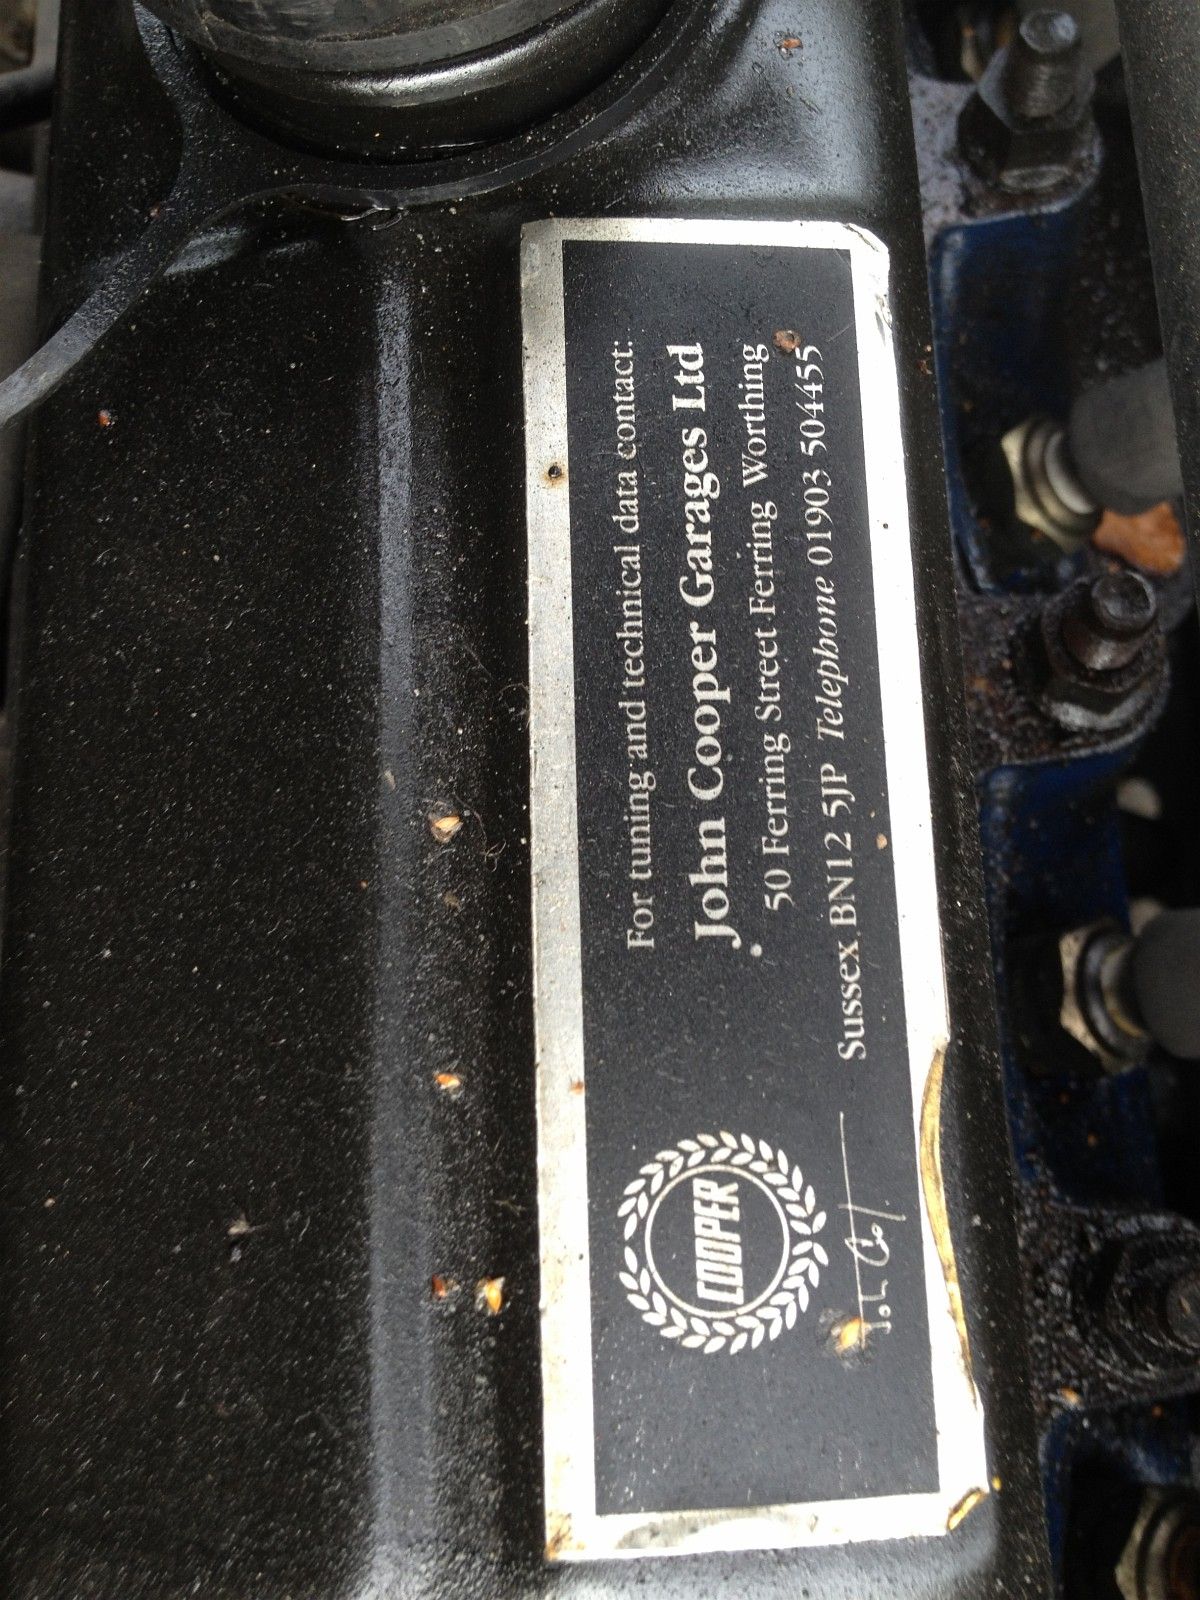 For tuning and technical data contact:
John Cooper Garages Ltd
50 Ferring Street Ferring Worthing
Sussex BN12 5JP Telephone 01903 504455
COOPER